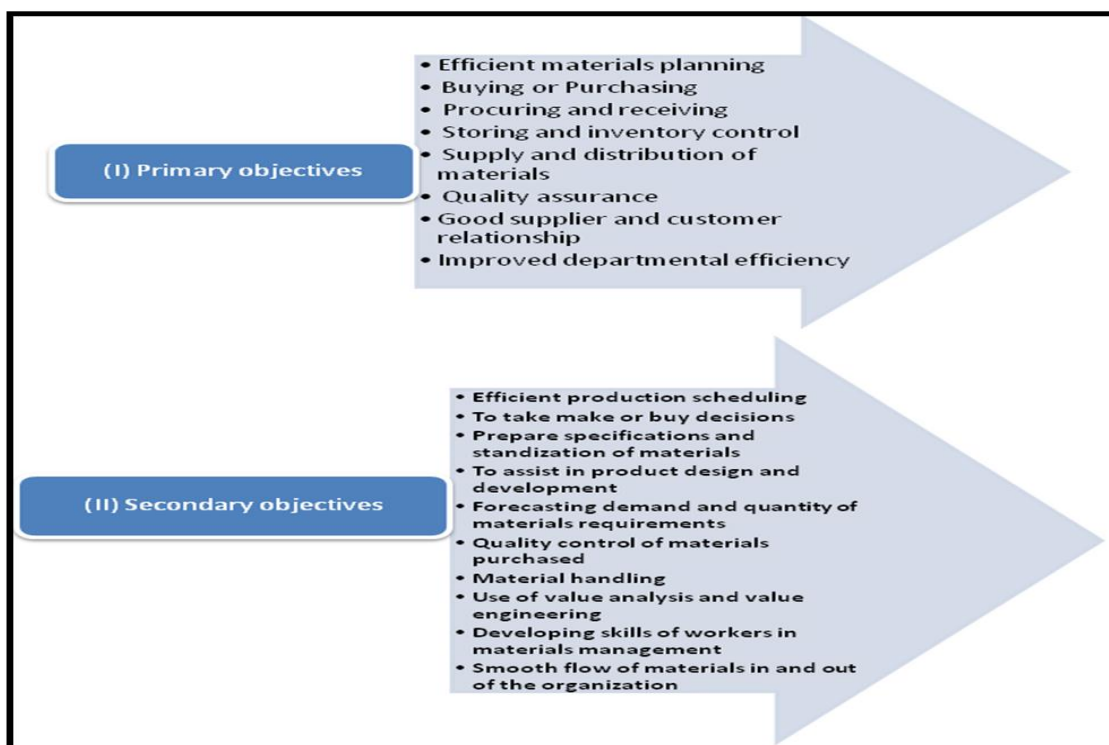 (I) Primary objectives
• Efficient materials planning
• Buying or Purchasing
• Procuring and receiving
• Storing and inventory control
• Supply and distribution of
materials
• Quality assurance
• Good supplier and customer
relationship
• Improved departmental efficiency
(II) Secondary objectives
• Efficient production scheduling
• To take make or buy decisions
• Prepare specifications and
standization of materials
• To assist in product design and
development
• Forecasting demand and quantity of
materials requirements
• Quality control of materials
purchased
• Material handling
• Use of value analysis and value
engineering
• Developing skills of workers in
materials management
• Smooth flow of materials in and out
of the organization